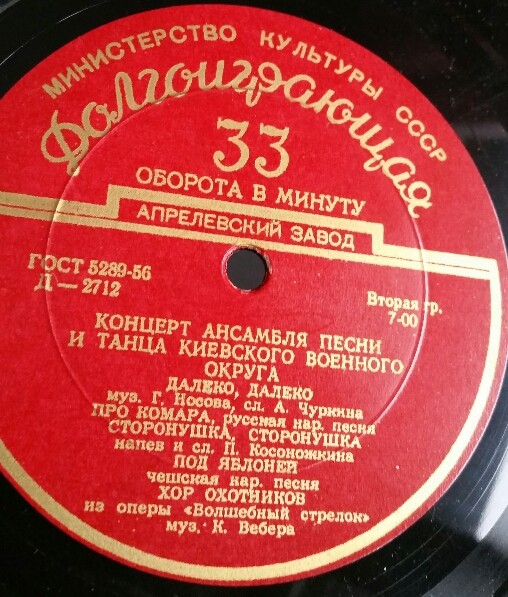 МИНИСТЕРСТВО КУЛЬТУРЫ СССР
Долгоиграющая
33
ОБОРОТА В МИНУТУ
АПРЕЛЕВСКИЙ ЗАВОД
ГОСТ 5289-56
Д—2712
Вторая гр.
7-00
КОНЦЕРТ АНСАМБЛЯ ПЕСНИ
И ТАНЦА КИЕВСКОГО ВОЕННОГО
ОКРУГА
ДАЛЕКО, ДАЛЕКО
муз. Г. Носова, сл. А. Чуркина
ПРО КОМАРА, русская нар. песня
СТОРОНУШКА, СТОРОНУШКА
напев и сл. П. Косоножкина
ПОД ЯБЛОНЕЙ
чешская нар. песня
ХОР ОХОТНИКОВ
из оперы «Волшебный стрелок»
муз. К. Вебера